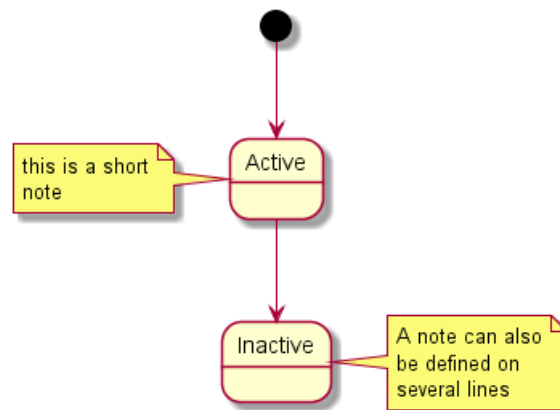 Active
this is a short
note
Inactive
A note can also
be defined on
several lines